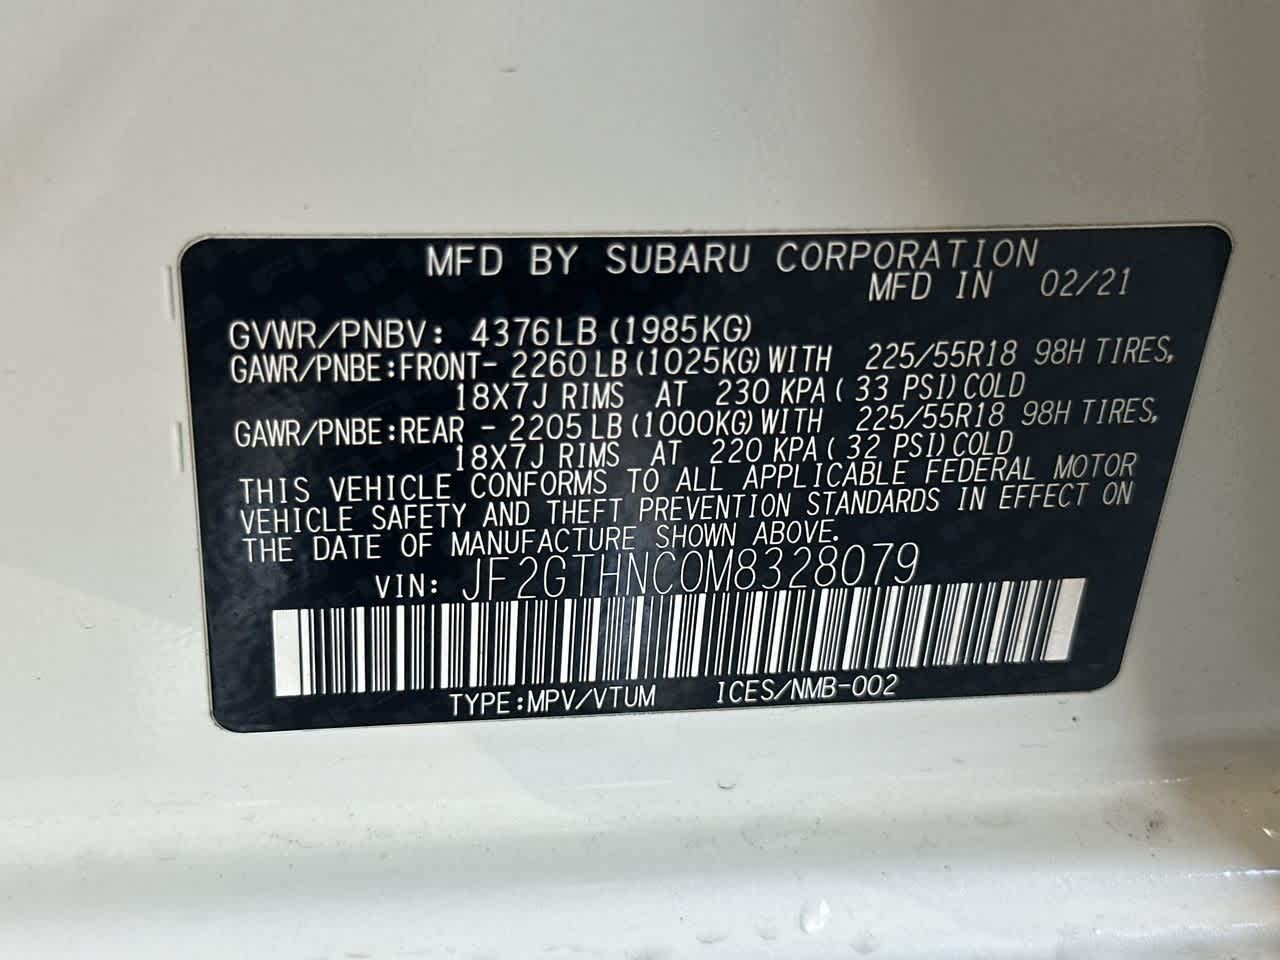 MFD BY SUBARU CORPORATION
MFD IN 02/21
GVWR/PNBV: 4376LB (1985KG)
GAWR/PNBE:FRONT- 2260LB (1025KG) WITH 225/55R18 98H TIRES,
18X7J RIMS AT 230 KPA ( 33 PSI) COLD
GAWR/PNBE:REAR - 2205LB (1000KG) WITH 225/55R18 98H TIRES,
18X7J RIMS AT 220 KPA ( 32 PSI) COLD
THIS VEHICLE CONFORMS TO ALL APPLICABLE FEDERAL MOTOR
VEHICLE SAFETY AND THEFT PREVENTION STANDARDS IN EFFECT ON
THE DATE OF MANUFACTURE SHOWN ABOVE.
VIN: JF2GTHNC0M8328079
TYPE:MPV/VTUM ICES/NMB-002